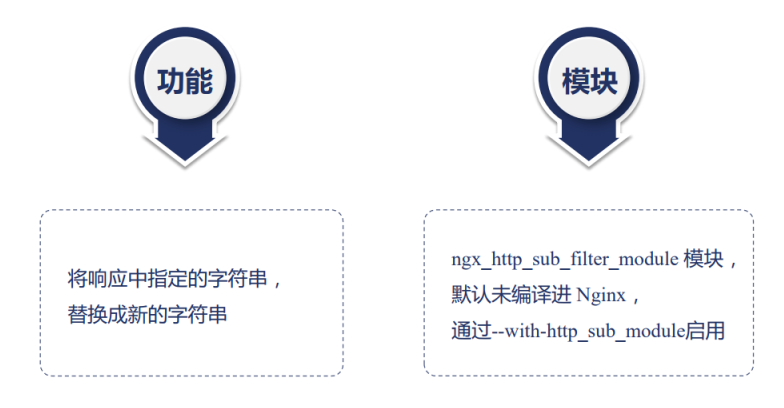 功能
将响应中指定的字符串，
替换成新的字符串
模块
ngx_http_sub_filter_module 模块，
默认未编译进 Nginx，
通过--with-http_sub_module启用